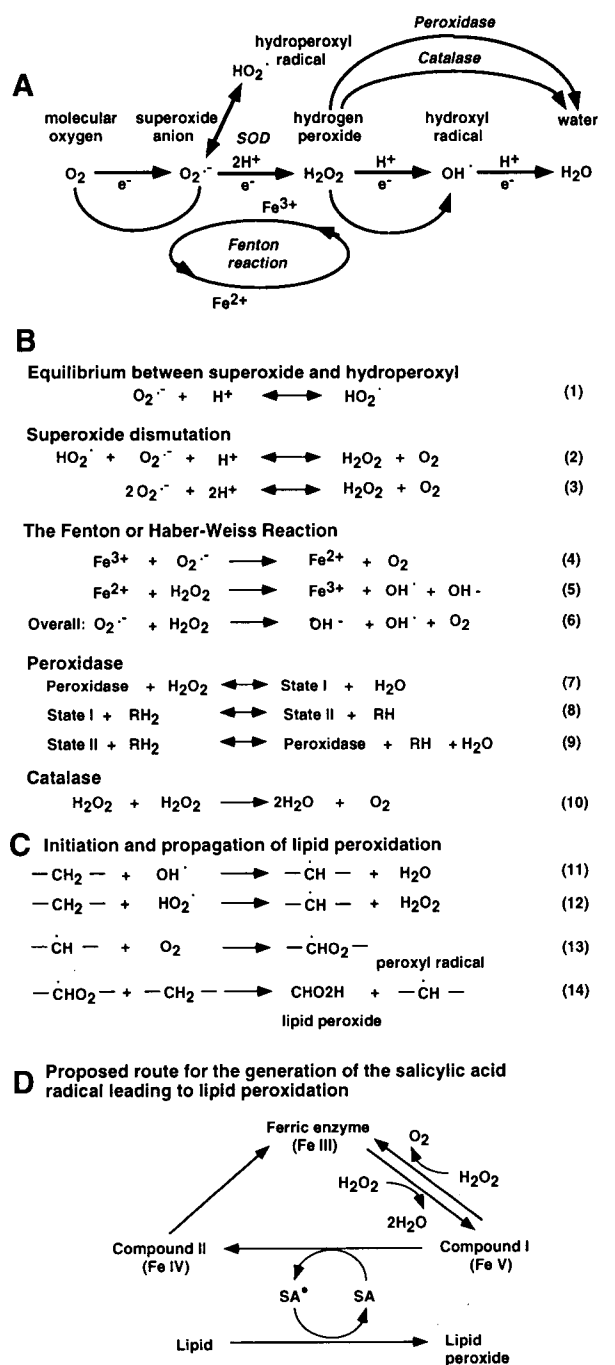 A
hydroperoxyl
radical
HO2˙
Peroxidase
Catalase
molecular
oxygen
superoxide
anion
SOD
hydrogen
peroxide
hydroxyl
radical
water
O2
e-
O2˙-
2H+
e-
H2O2
H+
e-
OH˙
H+
e-
H2O
Fe3+
Fenton
reaction
Fe2+
B
Equilibrium between superoxide and hydroperoxyl
O2˙- + H+ ↔ HO2˙ (1)
Superoxide dismutation
HO2˙ + O2˙- + H+ ↔ H2O2 + O2 (2)
2 O2˙- + 2H+ ↔ H2O2 + O2 (3)
The Fenton or Haber-Weiss Reaction
Fe3+ + O2˙- → Fe2+ + O2 (4)
Fe2+ + H2O2 → Fe3+ + OH˙ + OH - (5)
Overall: O2˙- + H2O2 → OH - + OH˙ + O2 (6)
Peroxidase
Peroxidase + H2O2 ↔ State I + H2O (7)
State I + RH2 ↔ State II + RH (8)
State II + RH2 ↔ Peroxidase + RH + H2O (9)
Catalase
H2O2 + H2O2 → 2H2O + O2 (10)
C Initiation and propagation of lipid peroxidation
— CH2 — + OH˙ → — ĊH — + H2O (11)
— CH2 — + HO2˙ → — ĊH — + H2O2 (12)
— ĊH — + O2 → — ĊHO2 — (13)
peroxyl radical
— ĊHO2 — + — CH2 — → CHO2H + — ĊH — (14)
lipid peroxide
D Proposed route for the generation of the salicylic acid
radical leading to lipid peroxidation
Ferric enzyme
(Fe III)
O2
H2O2
H2O2
2H2O
Compound II
(Fe IV)
Compound I
(Fe V)
SA•
SA
Lipid
Lipid
peroxide